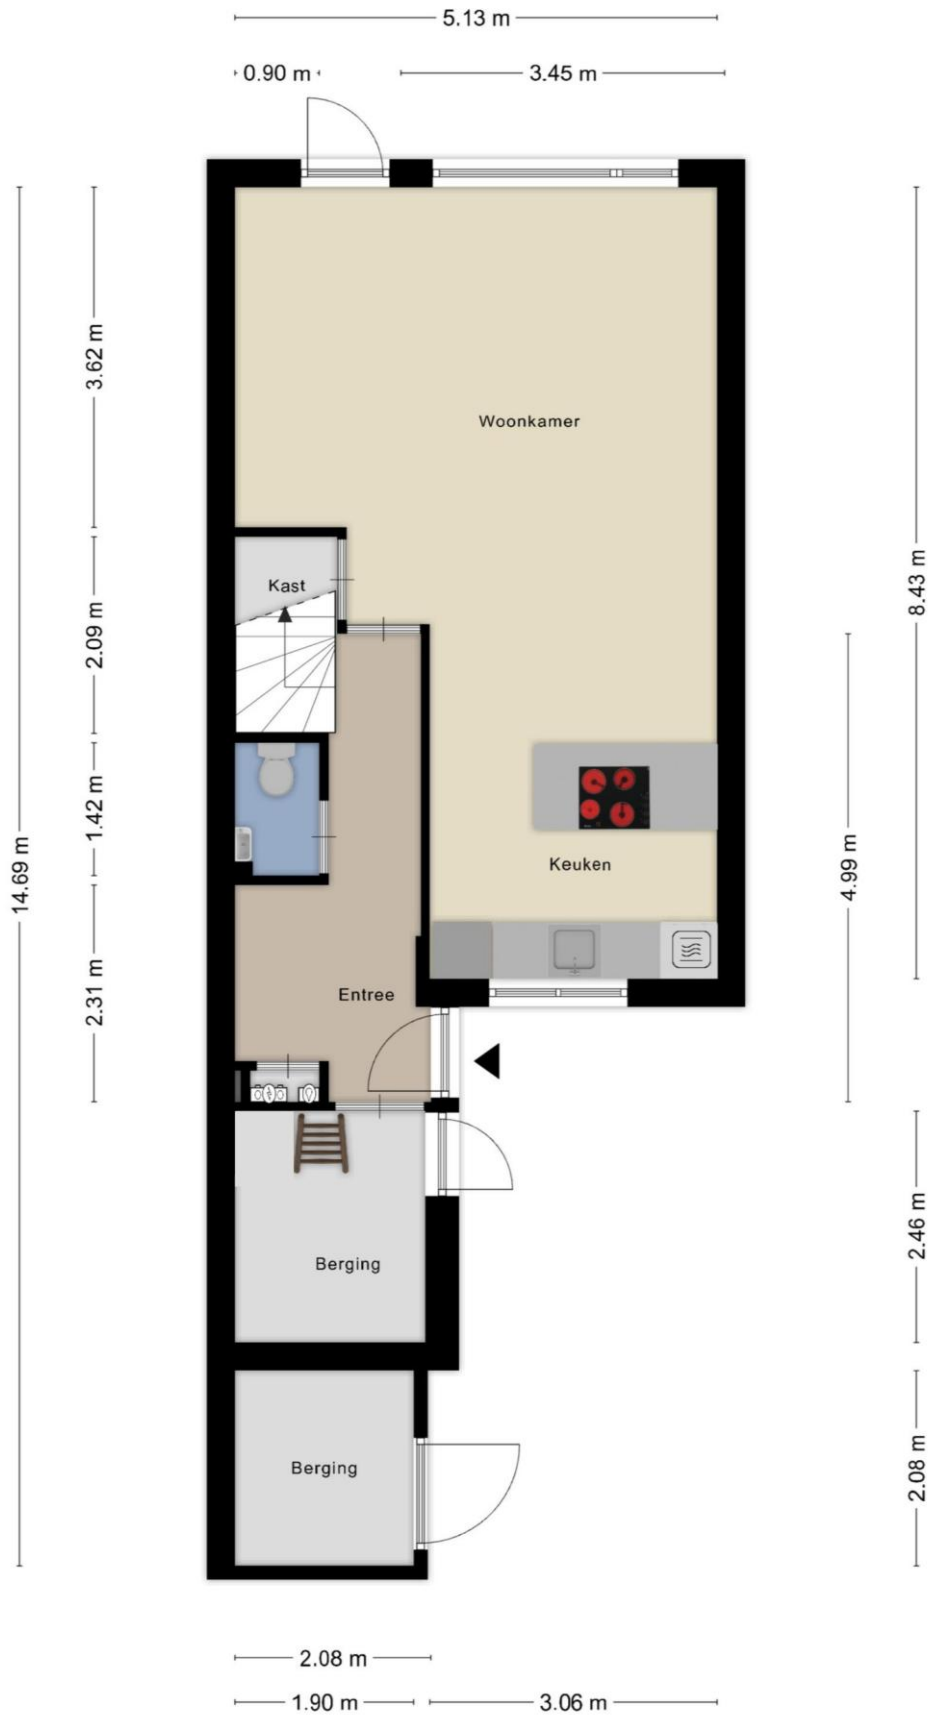 5.13 m
0.90 m
3.45 m
3.62 m
Woonkamer
8.43 m
Kast
2.09 m
1.42 m
14.69 m
4.99 m
Keuken
2.31 m
Entree
2.46 m
Berging
2.08 m
Berging
2.08 m
1.90 m
3.06 m